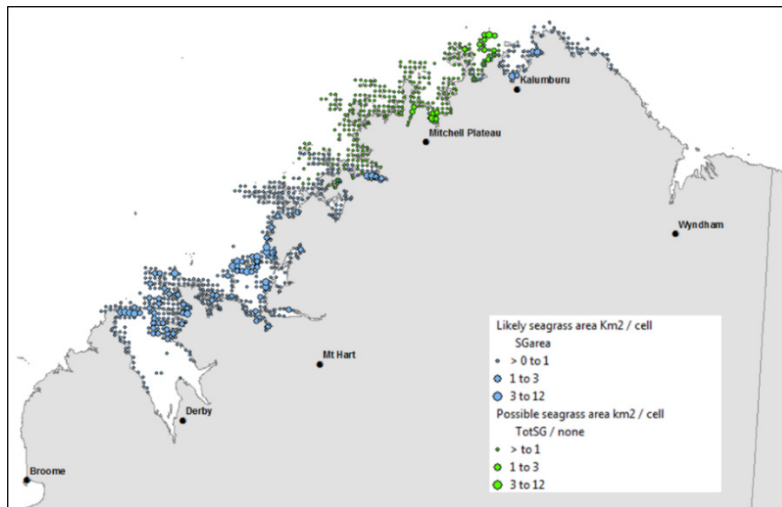 Kalumburu
Mitchell Plateau
Wyndham
Mt Hart
Derby
Broome
Likely seagrass area Km2 / cell
SGarea
> 0 to 1
1 to 3
3 to 12
Possible seagrass area km2 / cell
TotSG / none
> to 1
1 to 3
3 to 12